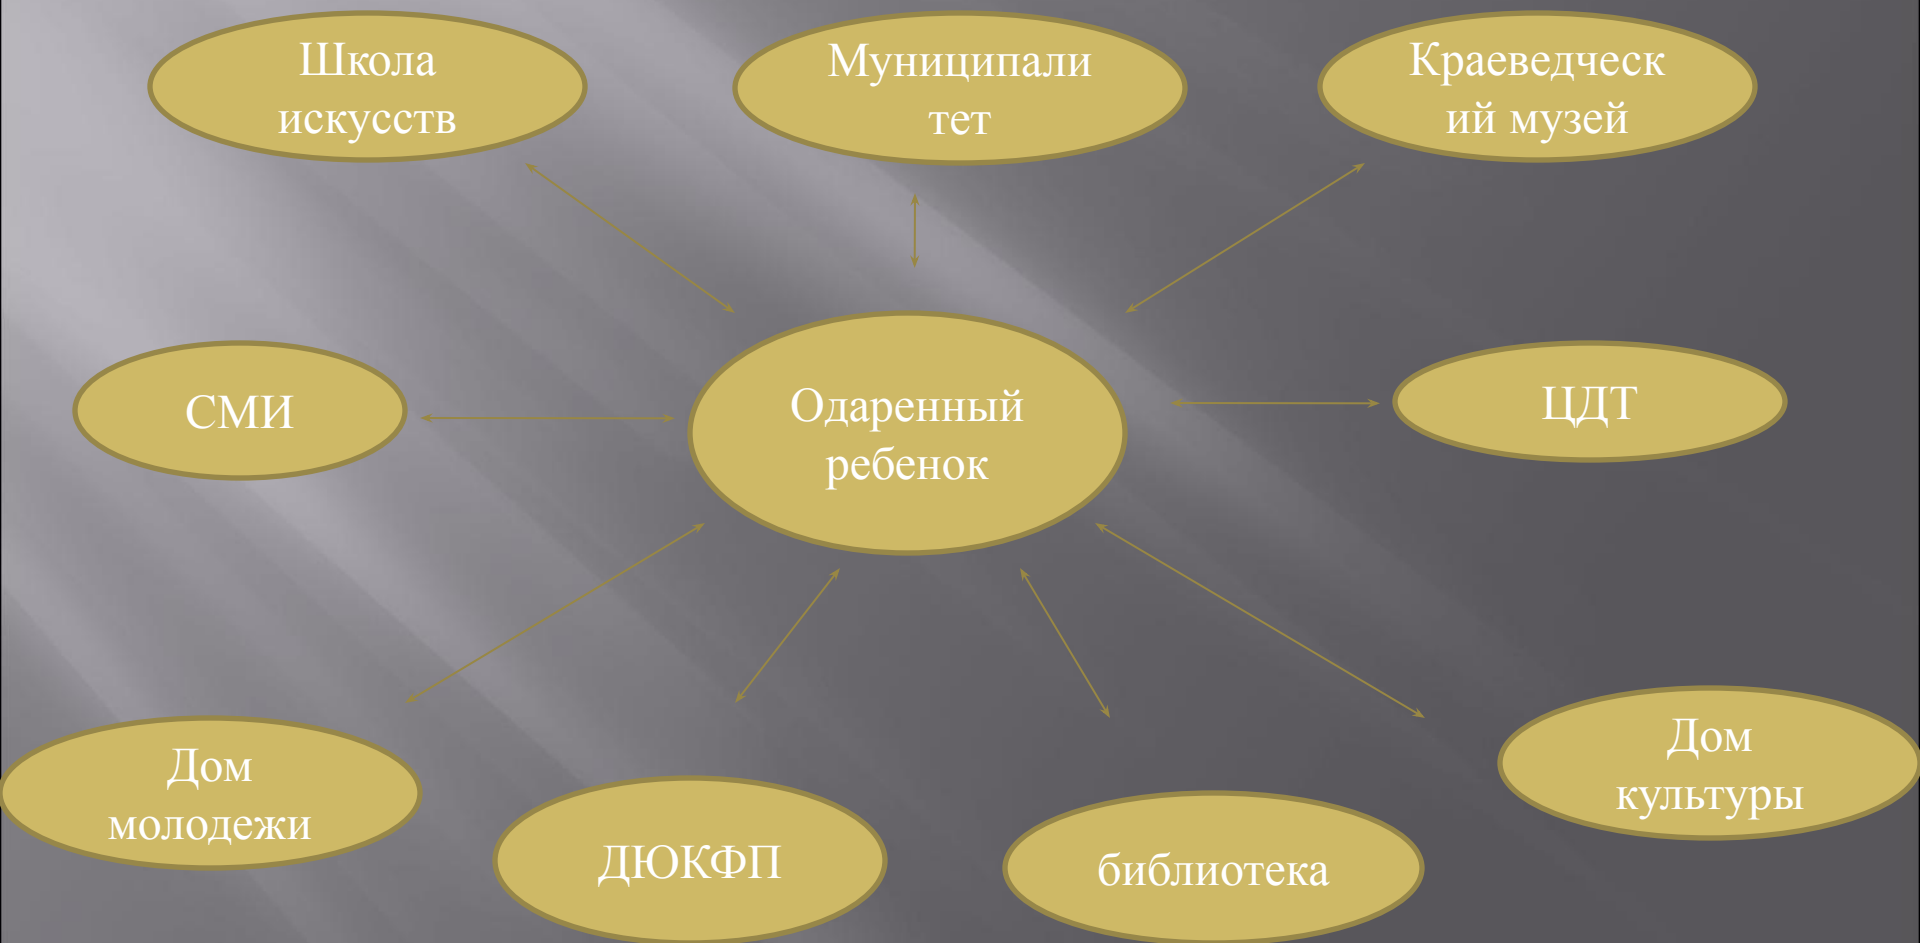 Школа
искусств
Муниципали
тет
Краеведческ
ий музей
СМИ
Одаренный
ребенок
ЦДТ
Дом
молодежи
ДЮКФП
библиотека
Дом
культуры